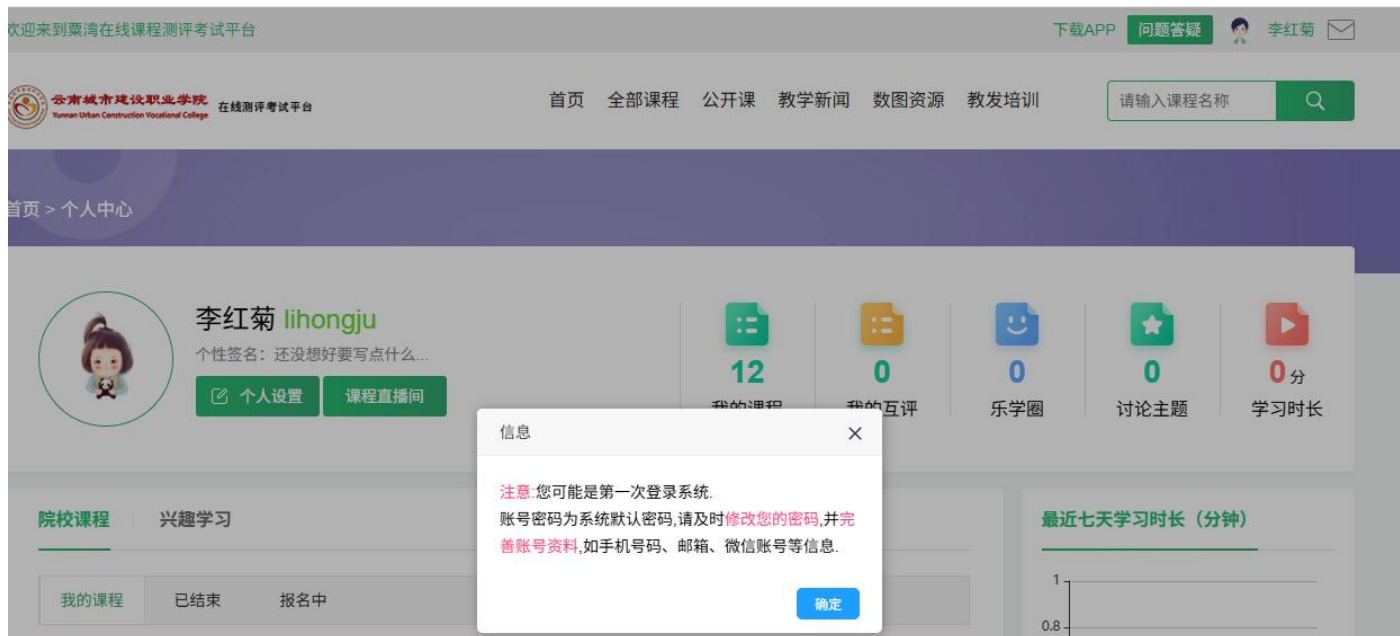 欢迎来到粟湾在线课程测评考试平台
下载APP 问题答疑 李红菊
云南城市建设职业学院 在线测评考试平台
Yunnan Urban Construction Vocational College
首页 全部课程 公开课 教学新闻 数图资源 教发培训 请输入课程名称
首页 > 个人中心
李红菊 lihongju
个性签名：还没想好要写点什么...
个人设置 课程直播间
12 0 0 0 0 分
我的课程 我的互评 乐学圈 讨论主题 学习时长
信息
注意:您可能是第一次登录系统.
账号密码为系统默认密码,请及时修改您的密码,并完
善账号资料,如手机号码、邮箱、微信账号等信息.
确定
院校课程 兴趣学习
我的课程 已结束 报名中
最近七天学习时长（分钟）
1
0.8